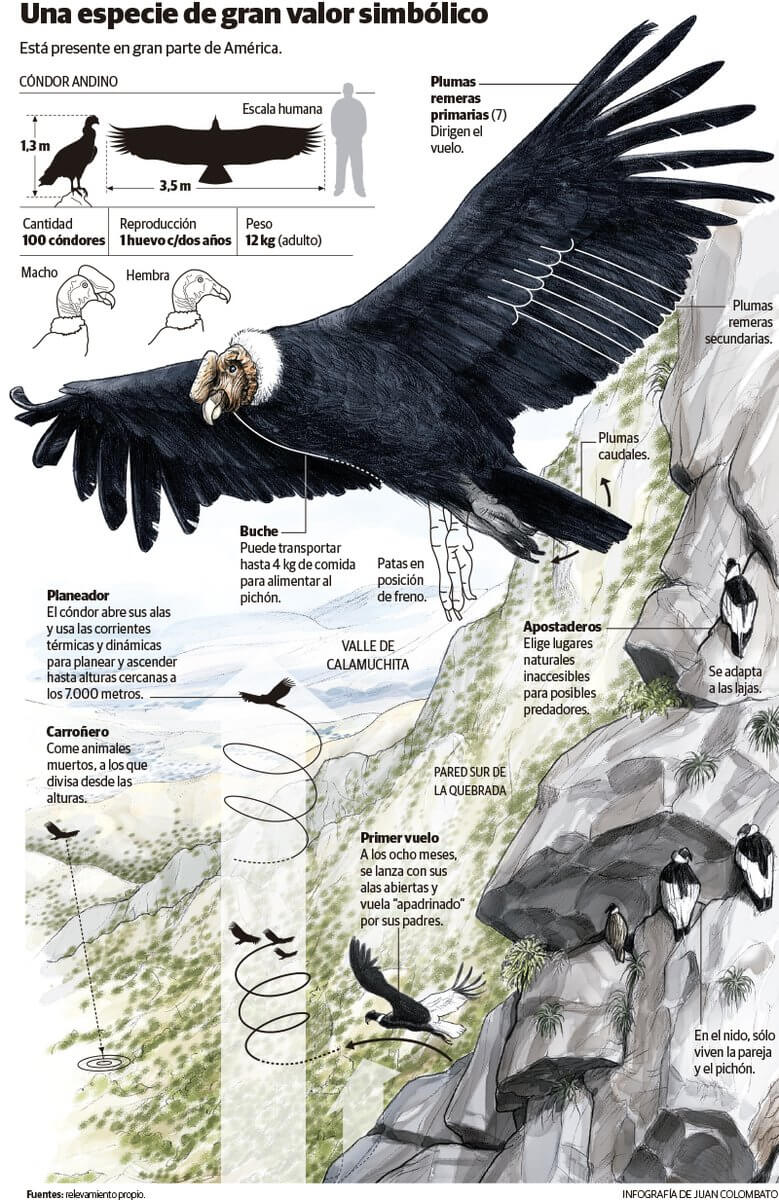 Una especie de gran valor simbólico
Está presente en gran parte de América.
CÓNDOR ANDINO
Escala humana
1,3 m
3,5 m
Cantidad
100 cóndores
Reproducción
1 huevo c/dos años
Peso
12 kg (adulto)
Macho
Hembra
Plumas
remeras
primarias (7)
Dirigen el
vuelo.
Plumas
remeras
secundarias.
Plumas
caudales.
Buche
Puede transportar
hasta 4 kg de comida
para alimentar al
pichón.
Patas en
posición
de freno.
Planeador
El cóndor abre sus alas
y usa las corrientes
térmicas y dinámicas
para planear y ascender
hasta alturas cercanas a
los 7.000 metros.
VALLE DE
CALAMUCHITA
Apostaderos
Elige lugares
naturales
inaccesibles
para posibles
predadores.
Se adapta
a las lajas.
Carroñero
Come animales
muertos, a los que
divisa desde las
alturas.
PARED SUR DE
LA QUEBRADA
Primer vuelo
A los ocho meses,
se lanza con sus
alas abiertas y
vuela “apadrinado”
por sus padres.
En el nido, sólo
viven la pareja
y el pichón.
Fuentes: relevamiento propio.
INFOGRAFÍA DE JUAN COLOMBATO